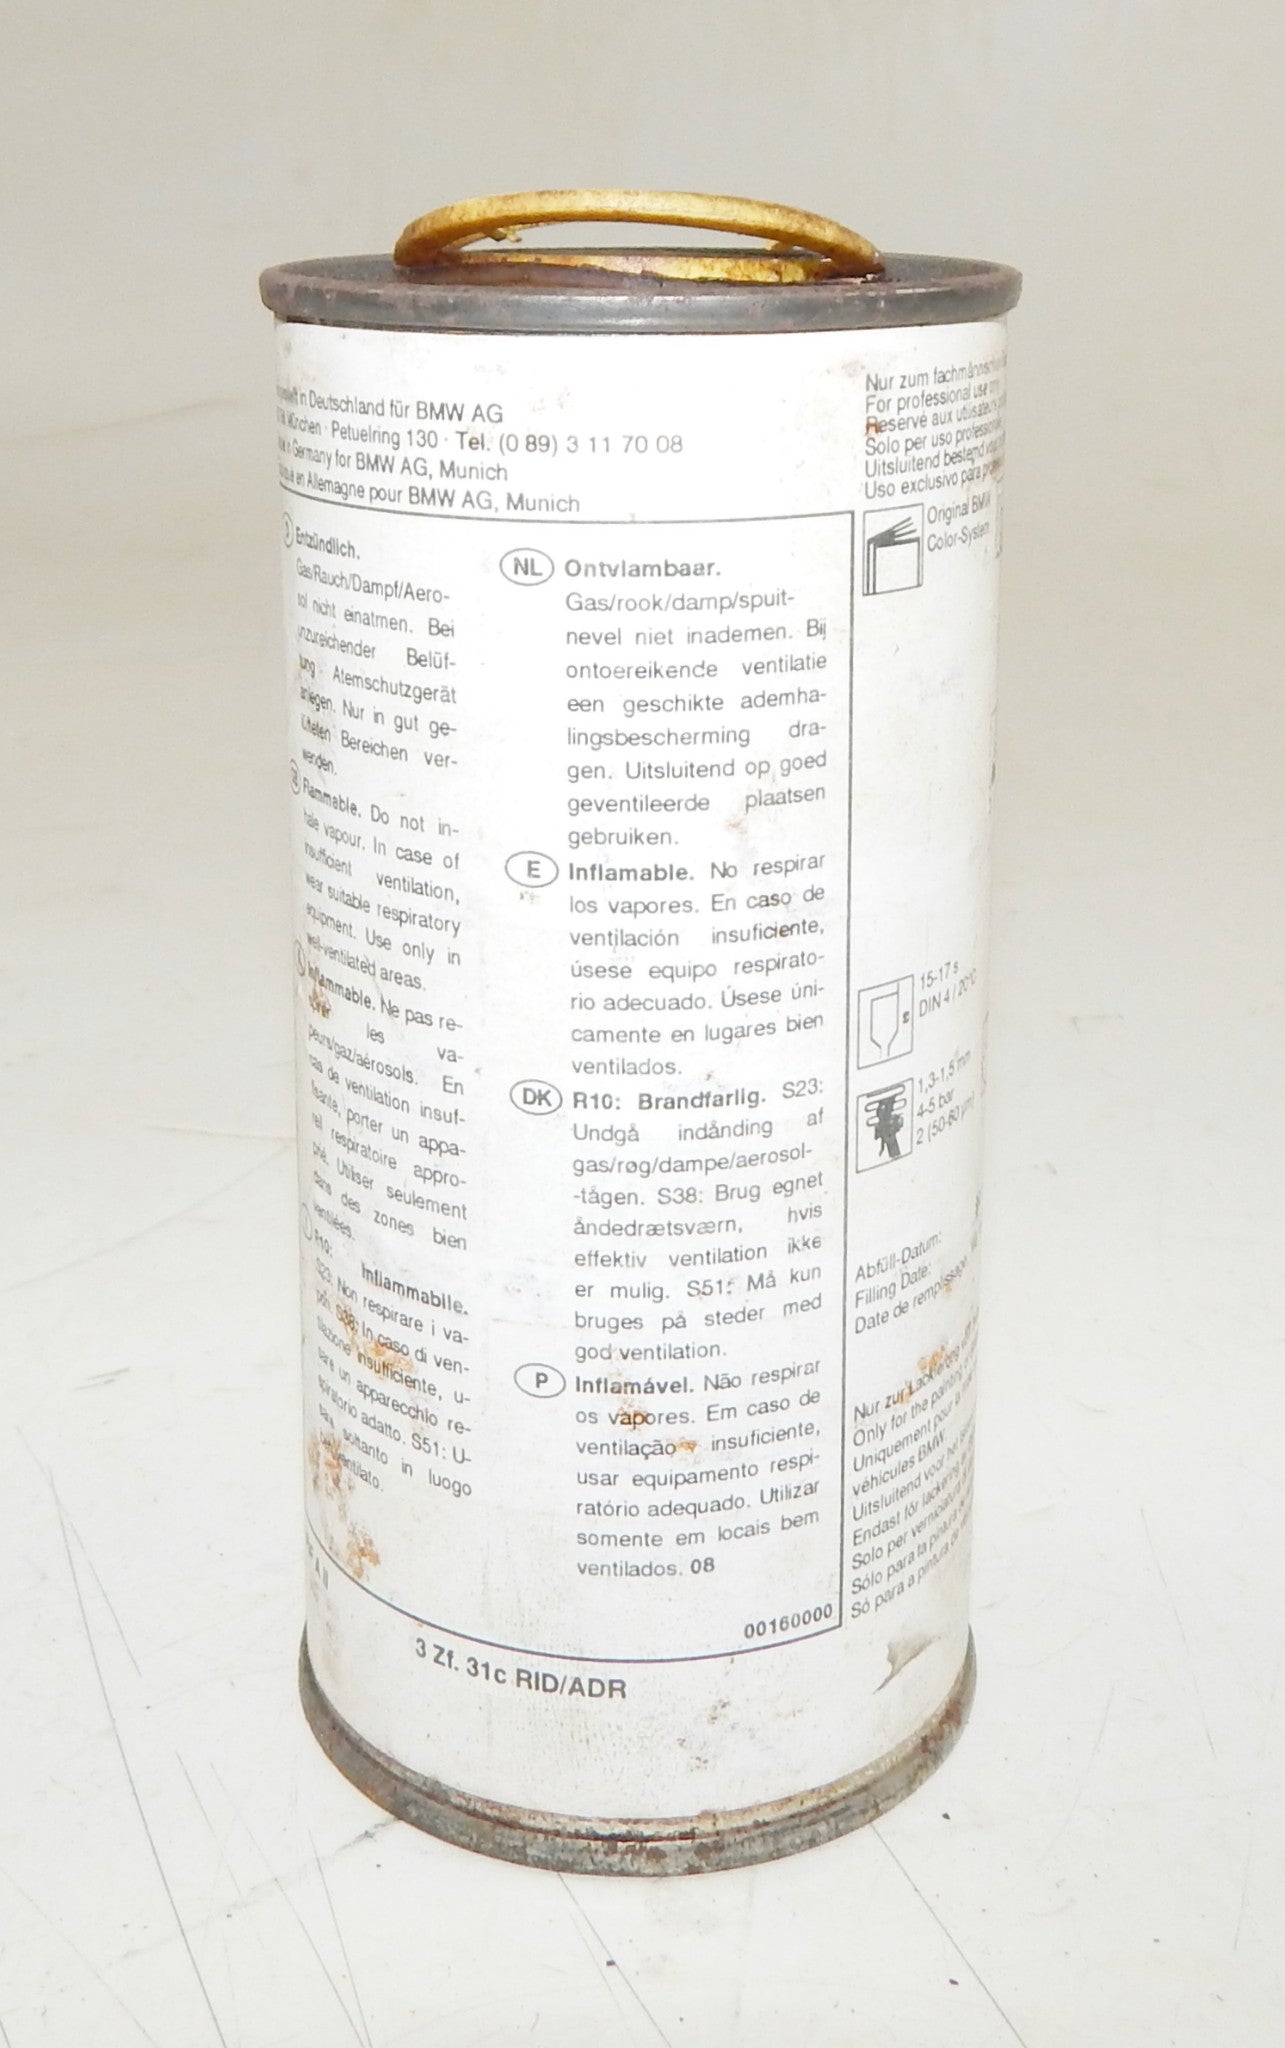 in Deutschland für BMW AG
München · Petuelring 130 · Tel. (0 89) 3 11 70 08
in Germany for BMW AG, Munich
en Allemagne pour BMW AG, Munich
Entzündlich.
Gas/Rauch/Dampf/Aero-
sol nicht einatmen. Bei
unzureichender Belüf-
tung Atemschutzgerät
anlegen. Nur in gut ge-
lüfteten Bereichen ver-
wenden.
Flammable. Do not in-
hale vapour. In case of
insufficient ventilation,
wear suitable respiratory
equipment. Use only in
well-ventilated areas.
Inflammable. Ne pas re-
spirer les va-
peurs/gaz/aérosols. En
cas de ventilation insuf-
fisante, porter un appa-
reil respiratoire appro-
prié. Utiliser seulement
dans des zones bien
ventilées.
R10: Infiammabile.
S23: Non respirare i va-
pori. S38: In caso di ven-
tilazione insufficiente, u-
sare un apparecchio re-
spiratorio adatto. S51: U-
sare soltanto in luogo
ventilato.
NL Ontvlambaar.
Gas/rook/damp/spuit-
nevel niet inademen. Bij
ontoereikende ventilatie
een geschikte ademha-
lingsbescherming dra-
gen. Uitsluitend op goed
geventileerde plaatsen
gebruiken.
E Inflamable. No respirar
los vapores. En caso de
ventilación insuficiente,
úsese equipo respirato-
rio adecuado. Úsese úni-
camente en lugares bien
ventilados.
DK R10: Brandfarlig. S23:
Undgå indånding af
gas/røg/dampe/aerosol-
-tågen. S38: Brug egnet
åndedrætsværn, hvis
effektiv ventilation ikke
er mulig. S51: Må kun
bruges på steder med
god ventilation.
P Inflamável. Não respirar
os vapores. Em caso de
ventilação insuficiente,
usar equipamento respi-
ratório adequado. Utilizar
somente em locais bem
ventilados. 08
00160000
3 Zf. 31c RID/ADR
Nur zum
For professional use only
Reservé aux
Solo per uso
Uitsluitend bestemd
Uso exclusivo para
Original BMW
Color-System
15-17 s
DIN 4 / 20°C
1,3-1,5 mm
4-5 bar
2 (50-60 µm)
Abfüll-Datum:
Filling Date:
Date de remplissage:
Nur zur Lackierung
Only for the painting
Uniquement pour la
véhicules BMW.
Uitsluitend voor het
Endast för lackering
Solo per verniciatura
Sólo para la pintura
Só para a pintura de